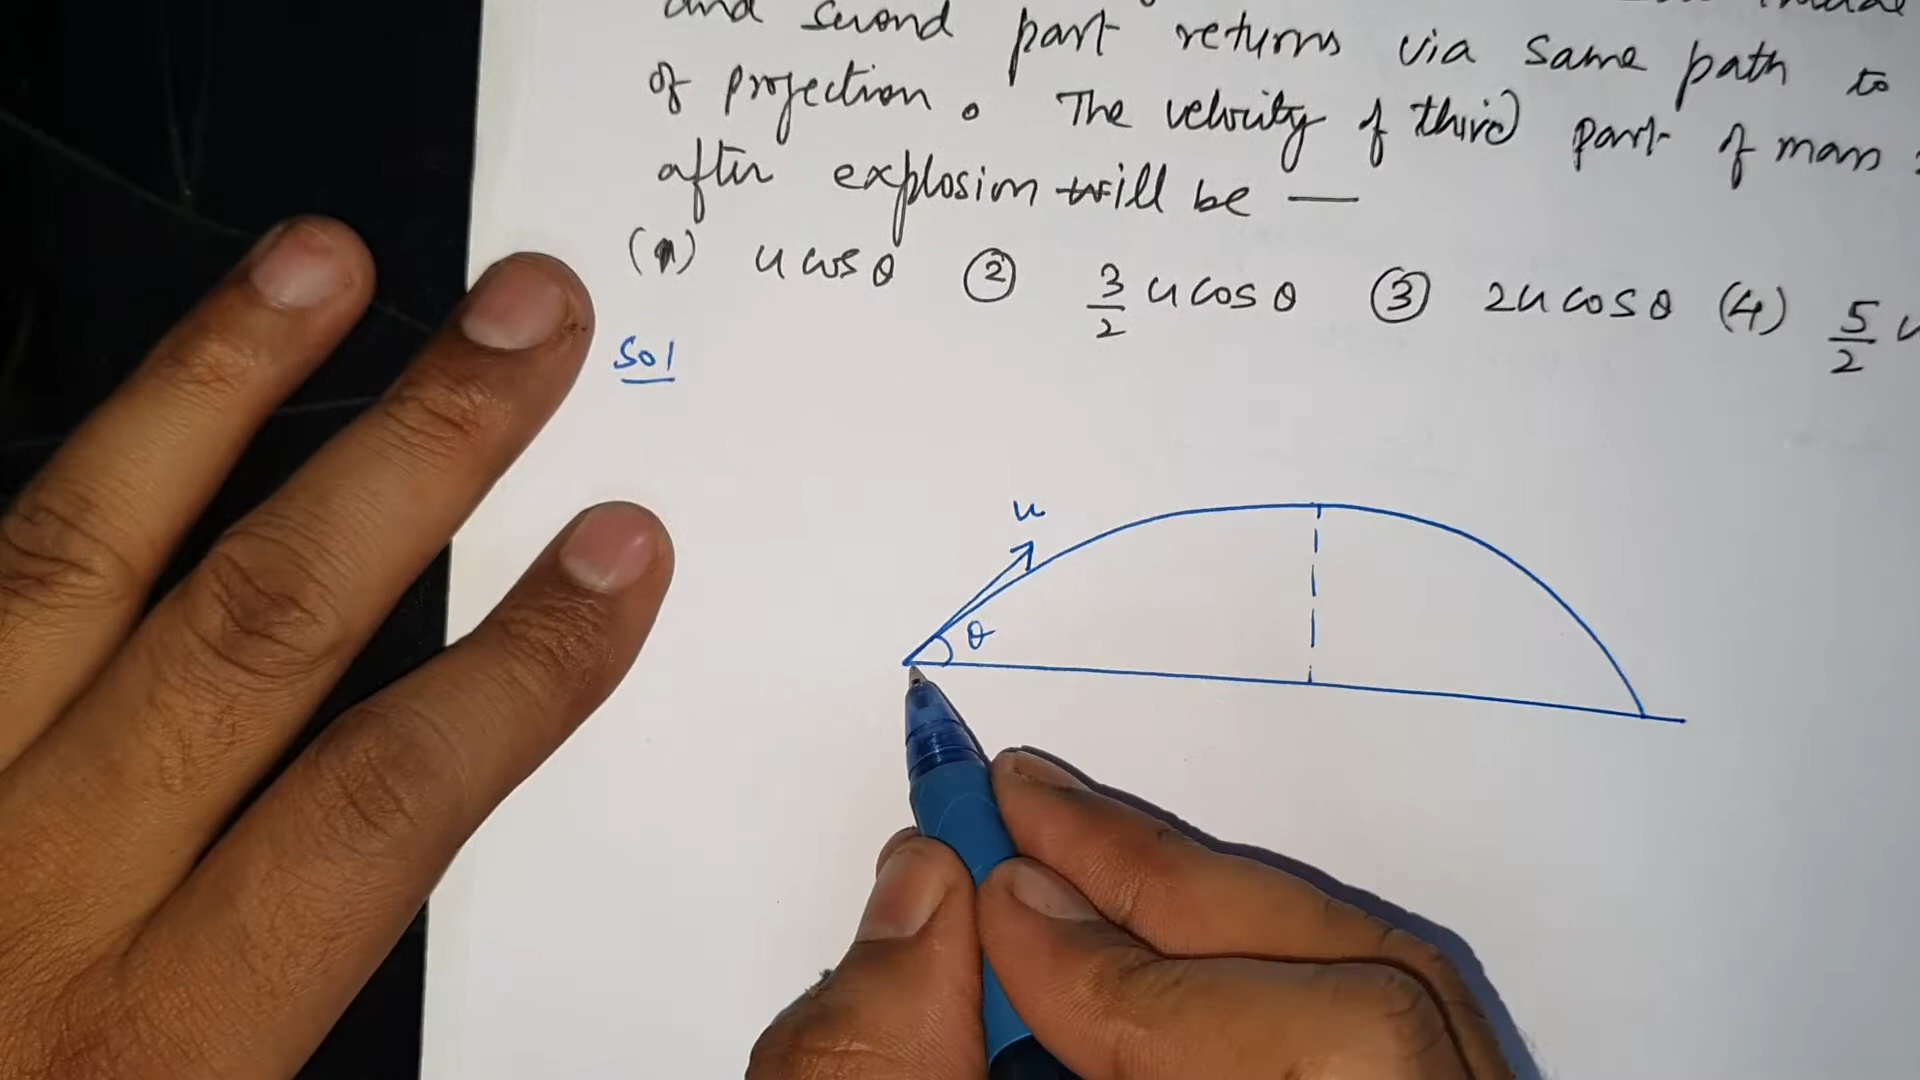 and second part returns via same path to
of projection. The velocity of third part of mass
after explosion will be —
(1) u cos θ ② 3/2 u cos θ ③ 2u cos θ (4) 5/2 u
Sol
u
θ